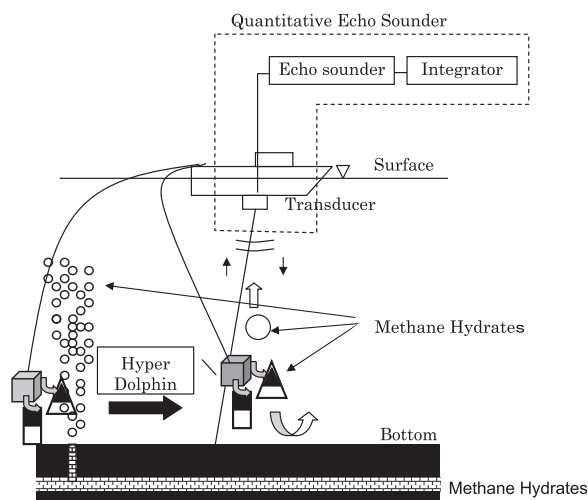 Quantitative Echo Sounder
Echo sounder
Integrator
Surface
Transducer
Methane Hydrates
Hyper
Dolphin
Bottom
Methane Hydrates